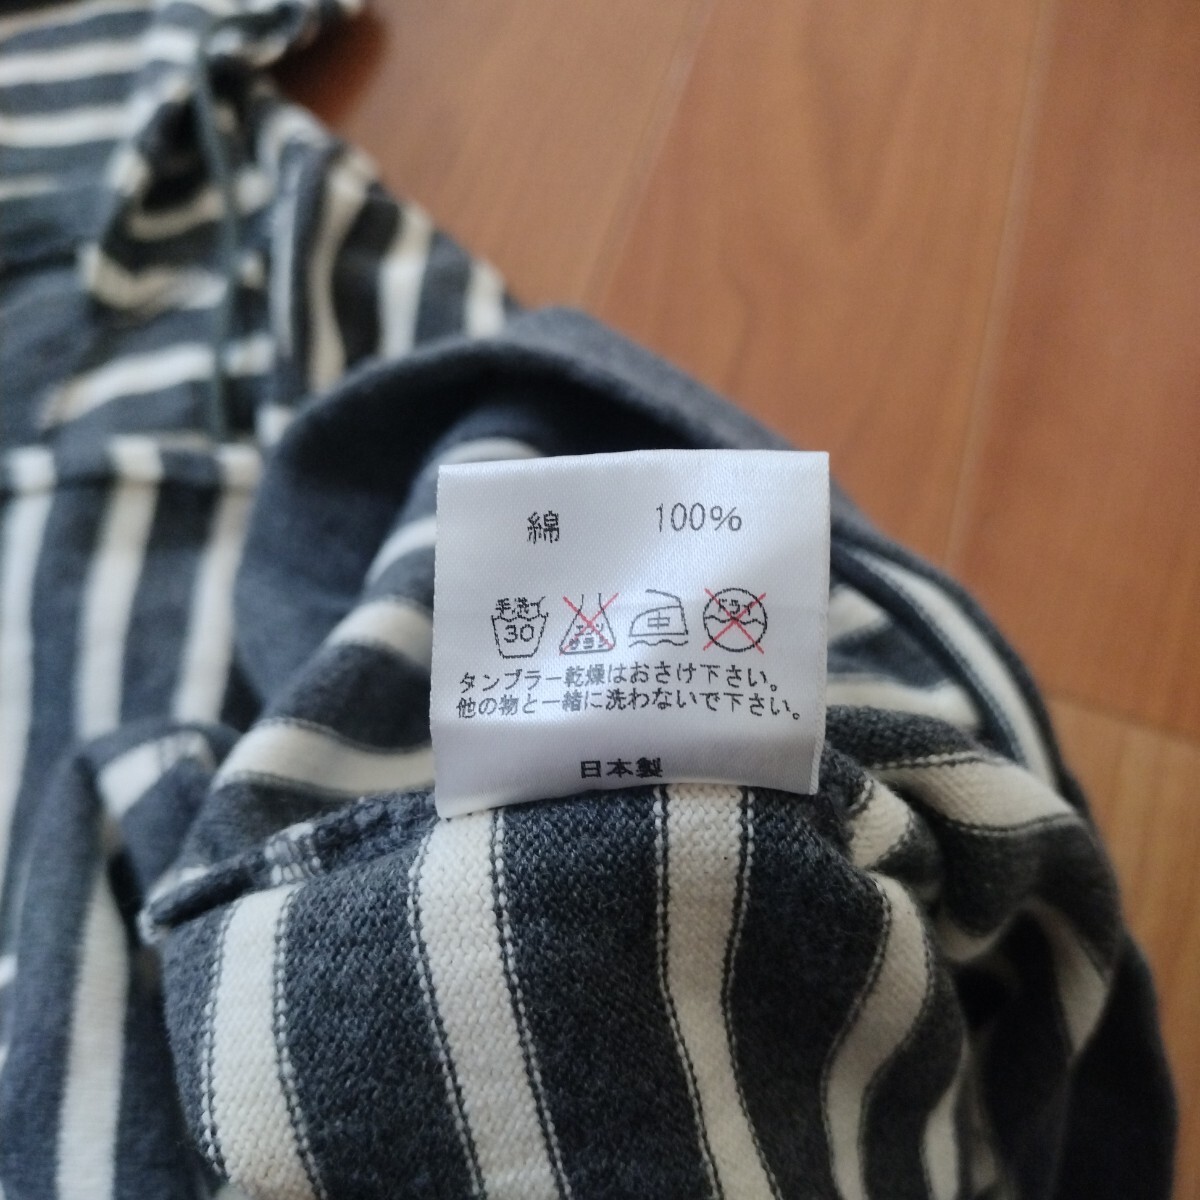 綿 100%
手洗イ 30 エンソサラシ 中 ドライ
タンブラー乾燥はおさけ下さい。
他の物と一緒に洗わないで下さい。
日本製